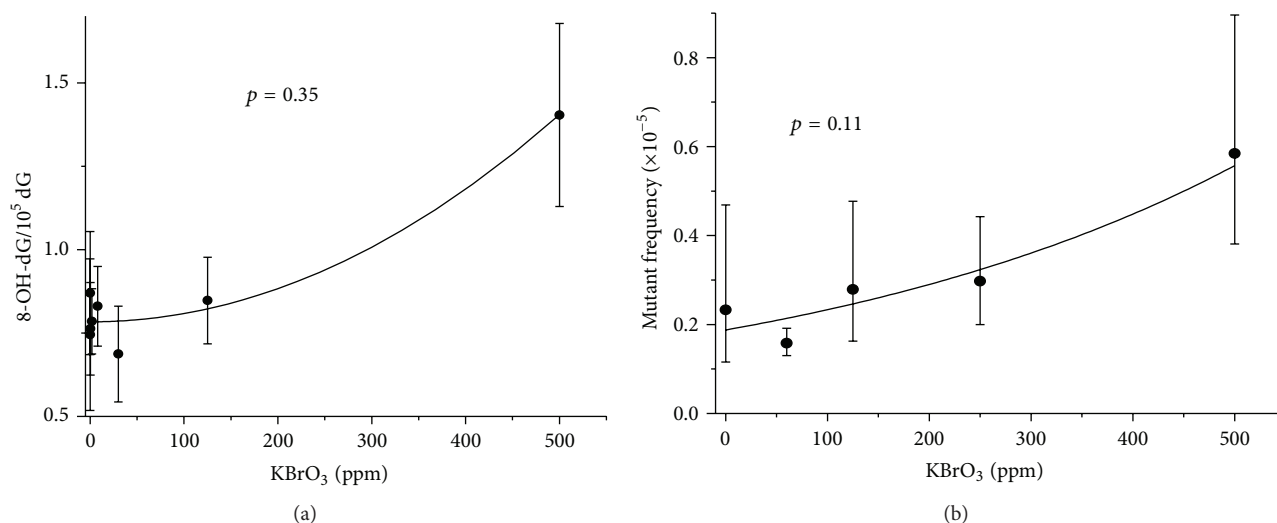 1.5
1.0
0.5
8-OH-dG/10⁵ dG
p = 0.35
0 100 200 300 400 500
KBrO₃ (ppm)
(a)
0.8
0.6
0.4
0.2
0.0
Mutant frequency (×10⁻⁵)
p = 0.11
0 100 200 300 400 500
KBrO₃ (ppm)
(b)